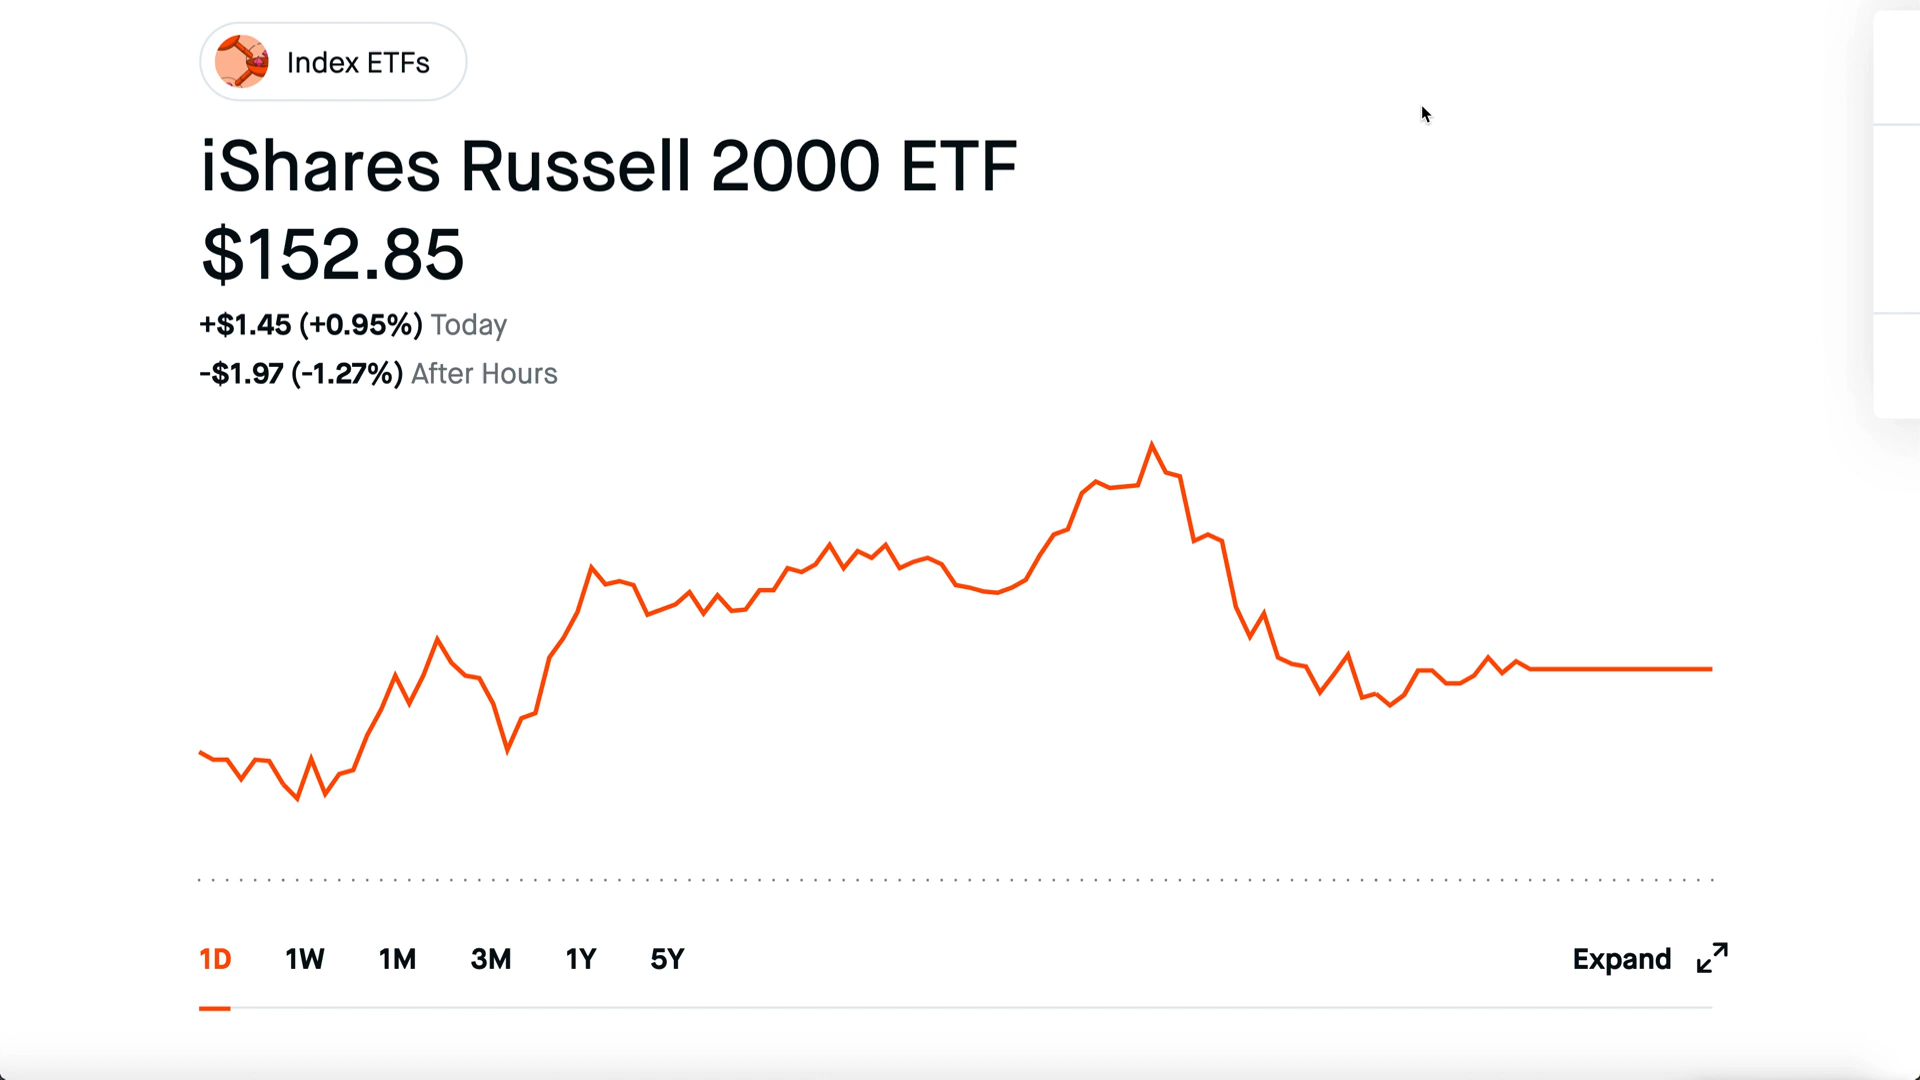 Index ETFs
iShares Russell 2000 ETF
$152.85
+$1.45 (+0.95%) Today
-$1.97 (-1.27%) After Hours
1D 1W 1M 3M 1Y 5Y Expand